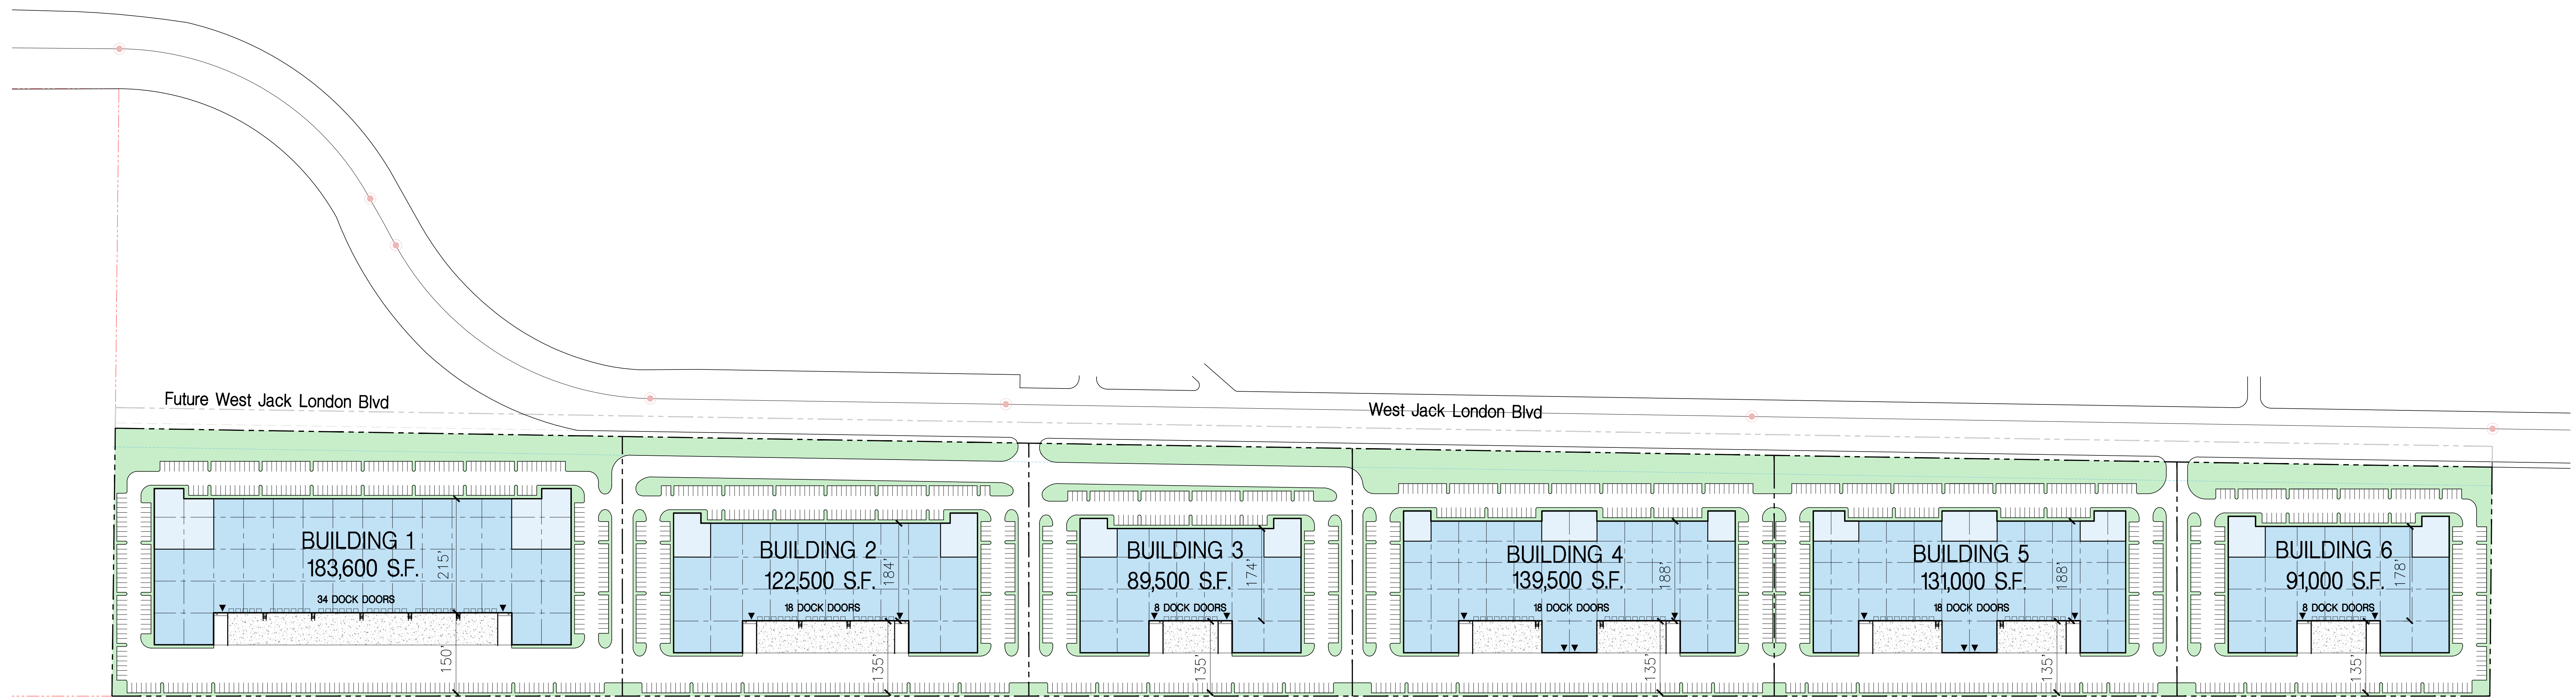 Future West Jack London Blvd
West Jack London Blvd
BUILDING 1
183,600 S.F.
215'
34 DOCK DOORS
150'
BUILDING 2
122,500 S.F.
184'
18 DOCK DOORS
135'
BUILDING 3
89,500 S.F.
174'
8 DOCK DOORS
135'
BUILDING 4
139,500 S.F.
188'
18 DOCK DOORS
135'
BUILDING 5
131,000 S.F.
188'
18 DOCK DOORS
135'
BUILDING 6
91,000 S.F.
178'
8 DOCK DOORS
135'